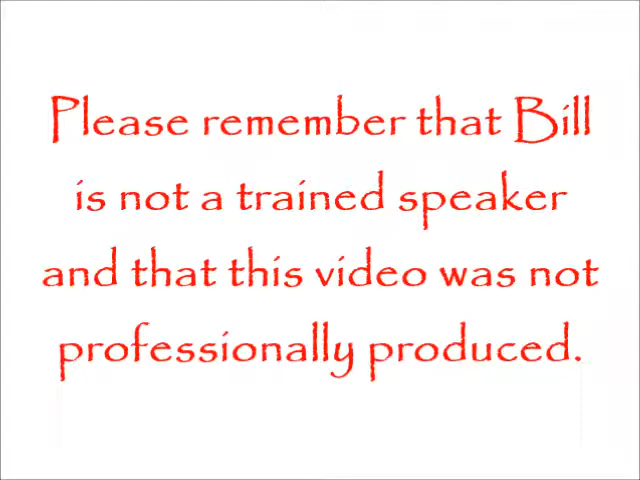 Please remember that Bill
is not a trained speaker
and that this video was not
professionally produced.